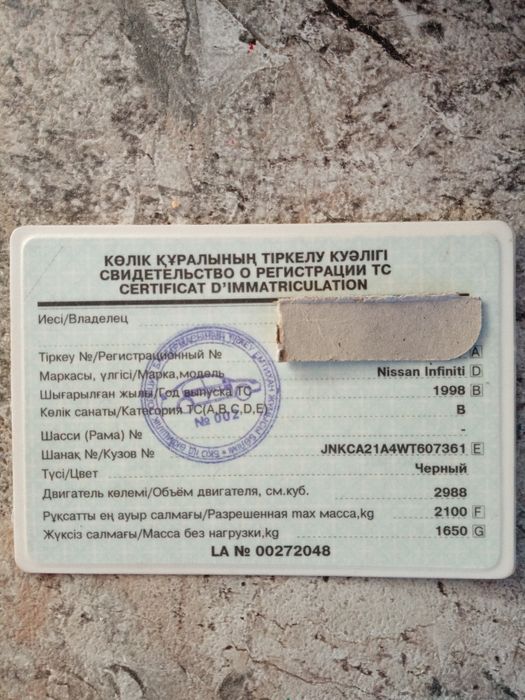 КӨЛІК ҚҰРАЛЫНЫҢ ТІРКЕЛУ КУӘЛІГІ
СВИДЕТЕЛЬСТВО О РЕГИСТРАЦИИ ТС
CERTIFICAT D'IMMATRICULATION
Иесі/Владелец
Тіркеу №/Регистрационный № A
Маркасы, үлгісі/Марка,модель Nissan Infiniti D
Шығарылған жылы/Год выпуска ТС 1998 B
Көлік санаты/Категория ТС(A,B,C,D,E) B
№ 002
Шасси (Рама) № -
Шанақ №/Кузов № JNKCA21A4WT607361 E
Түсі/Цвет Черный
Двигатель көлемі/Объём двигателя, см.куб. 2988
Рұқсатты ең ауыр салмағы/Разрешенная max масса,kg 2100 F
Жүксіз салмағы/Масса без нагрузки,kg 1650 G
LA № 00272048